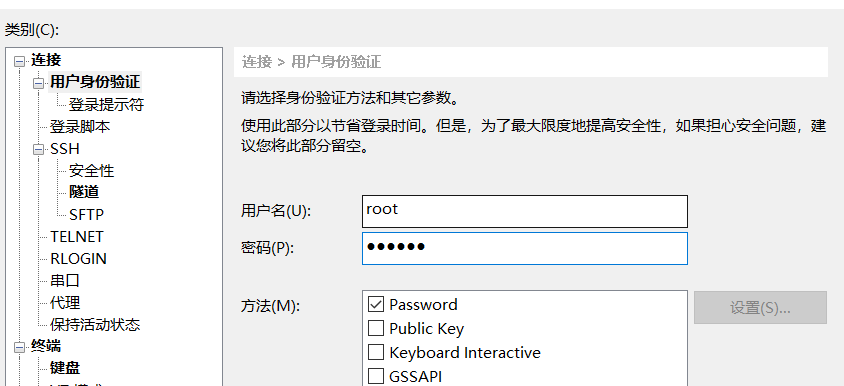 类别(C):
连接
用户身份验证
登录提示符
登录脚本
SSH
安全性
隧道
SFTP
TELNET
RLOGIN
串口
代理
保持活动状态
终端
键盘
连接 > 用户身份验证
请选择身份验证方法和其它参数。
使用此部分以节省登录时间。但是，为了最大限度地提高安全性，如果担心安全问题，建
议您将此部分留空。
用户名(U):
root
密码(P):
●●●●●●
方法(M):
Password
Public Key
Keyboard Interactive
GSSAPI
设置(S)...